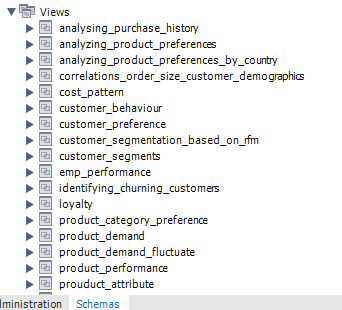 Views
analysing_purchase_history
analyzing_product_preferences
analyzing_product_preferences_by_country
correlations_order_size_customer_demographics
cost_pattern
customer_behaviour
customer_preference
customer_segmentation_based_on_rfm
customer_segments
emp_performance
identifying_churning_customers
loyalty
product_category_preference
product_demand
product_demand_fluctuate
product_performance
prouduct_attribute
ministration Schemas